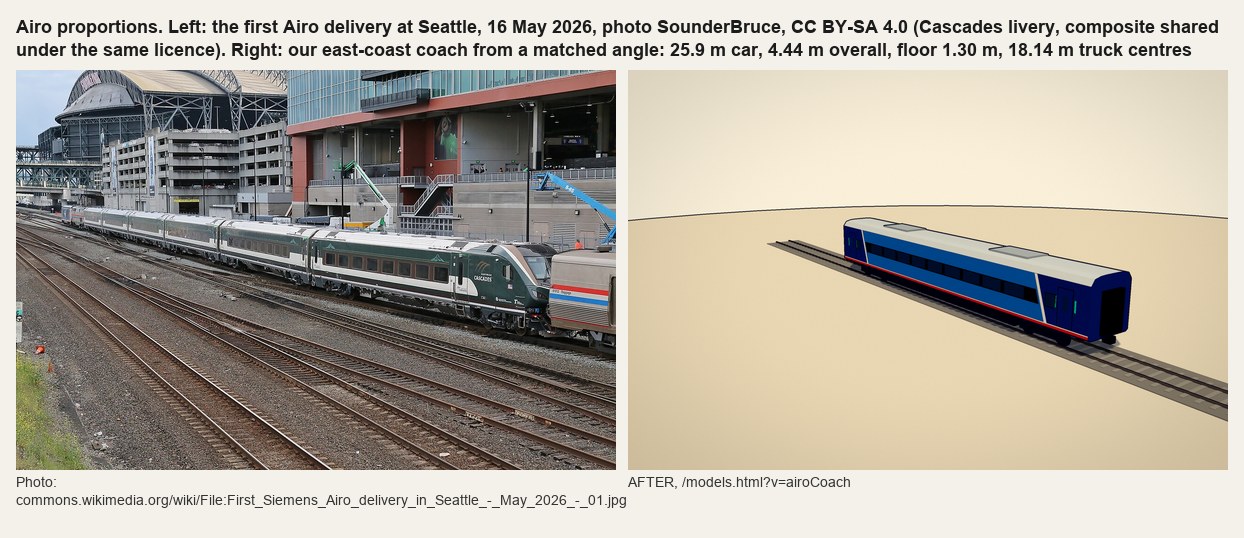 Airo proportions. Left: the first Airo delivery at Seattle, 16 May 2026, photo SounderBruce, CC BY-SA 4.0 (Cascades livery, composite shared
under the same licence). Right: our east-coast coach from a matched angle: 25.9 m car, 4.44 m overall, floor 1.30 m, 18.14 m truck centres
CASCADES
Photo:
commons.wikimedia.org/wiki/File:First_Siemens_Airo_delivery_in_Seattle_-_May_2026_-_01.jpg
AFTER, /models.html?v=airoCoach